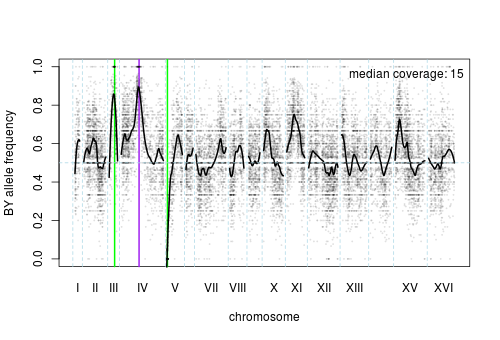 median coverage: 15
BY allele frequency
1.0
0.8
0.6
0.4
0.2
0.0
I II III IV V VII VIII X XI XII XIII XV XVI
chromosome